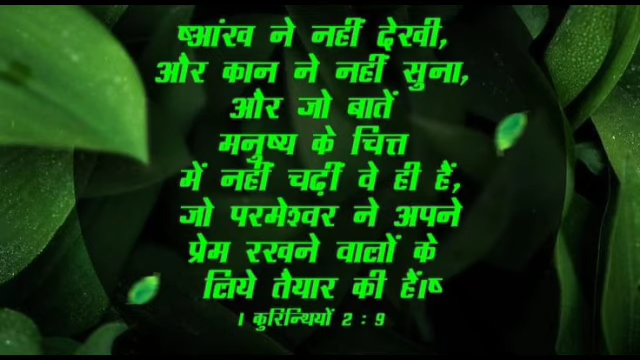 ष्आंख ने नहीं देखी,
और कान ने नहीं सुना,
और जो बातें
मनुष्य के चित्त
में नहीं चढ़ीं वे ही हैं,
जो परमेश्वर ने अपने
प्रेम रखने वालों के
लिये तैयार की हैं।ष्
1 कुरिन्थियों 2 : 9